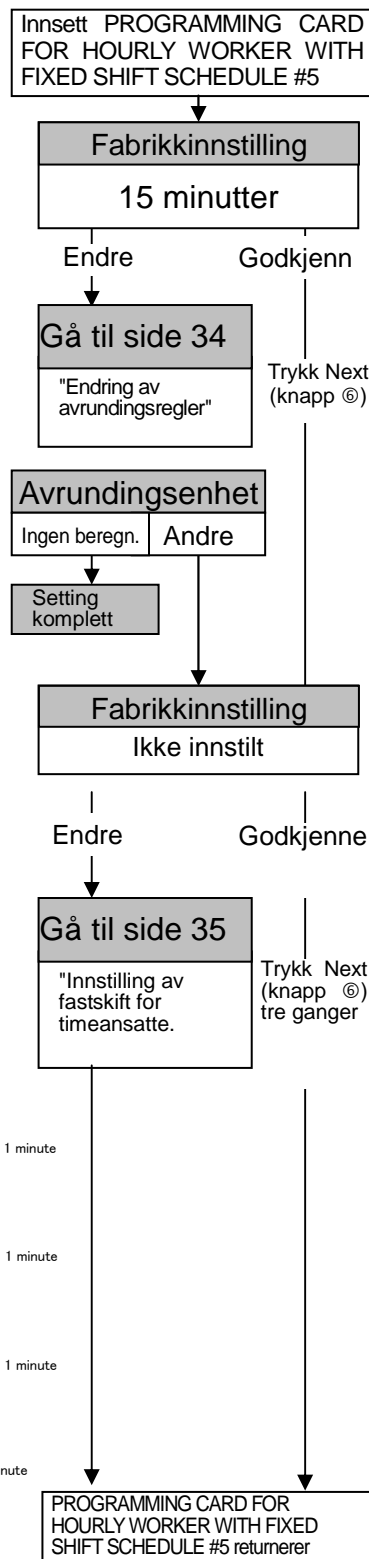 Innsett PROGRAMMING CARD
FOR HOURLY WORKER WITH
FIXED SHIFT SCHEDULE #5
Fabrikkinnstilling
15 minutter
Endre
Godkjenn
Gå til side 34
"Endring av
avrundingsregler"
Trykk Next
(knapp ⑥)
Avrundingsenhet
Ingen beregn.
Andre
Setting
komplett
Fabrikkinnstilling
Ikke innstilt
Endre
Godkjenne
Gå til side 35
"Innstilling av
fastskift for
timeansatte.
Trykk Next
(knapp ⑥)
tre ganger
1 minute
1 minute
1 minute
PROGRAMMING CARD FOR
HOURLY WORKER WITH FIXED
SHIFT SCHEDULE #5 returnerer